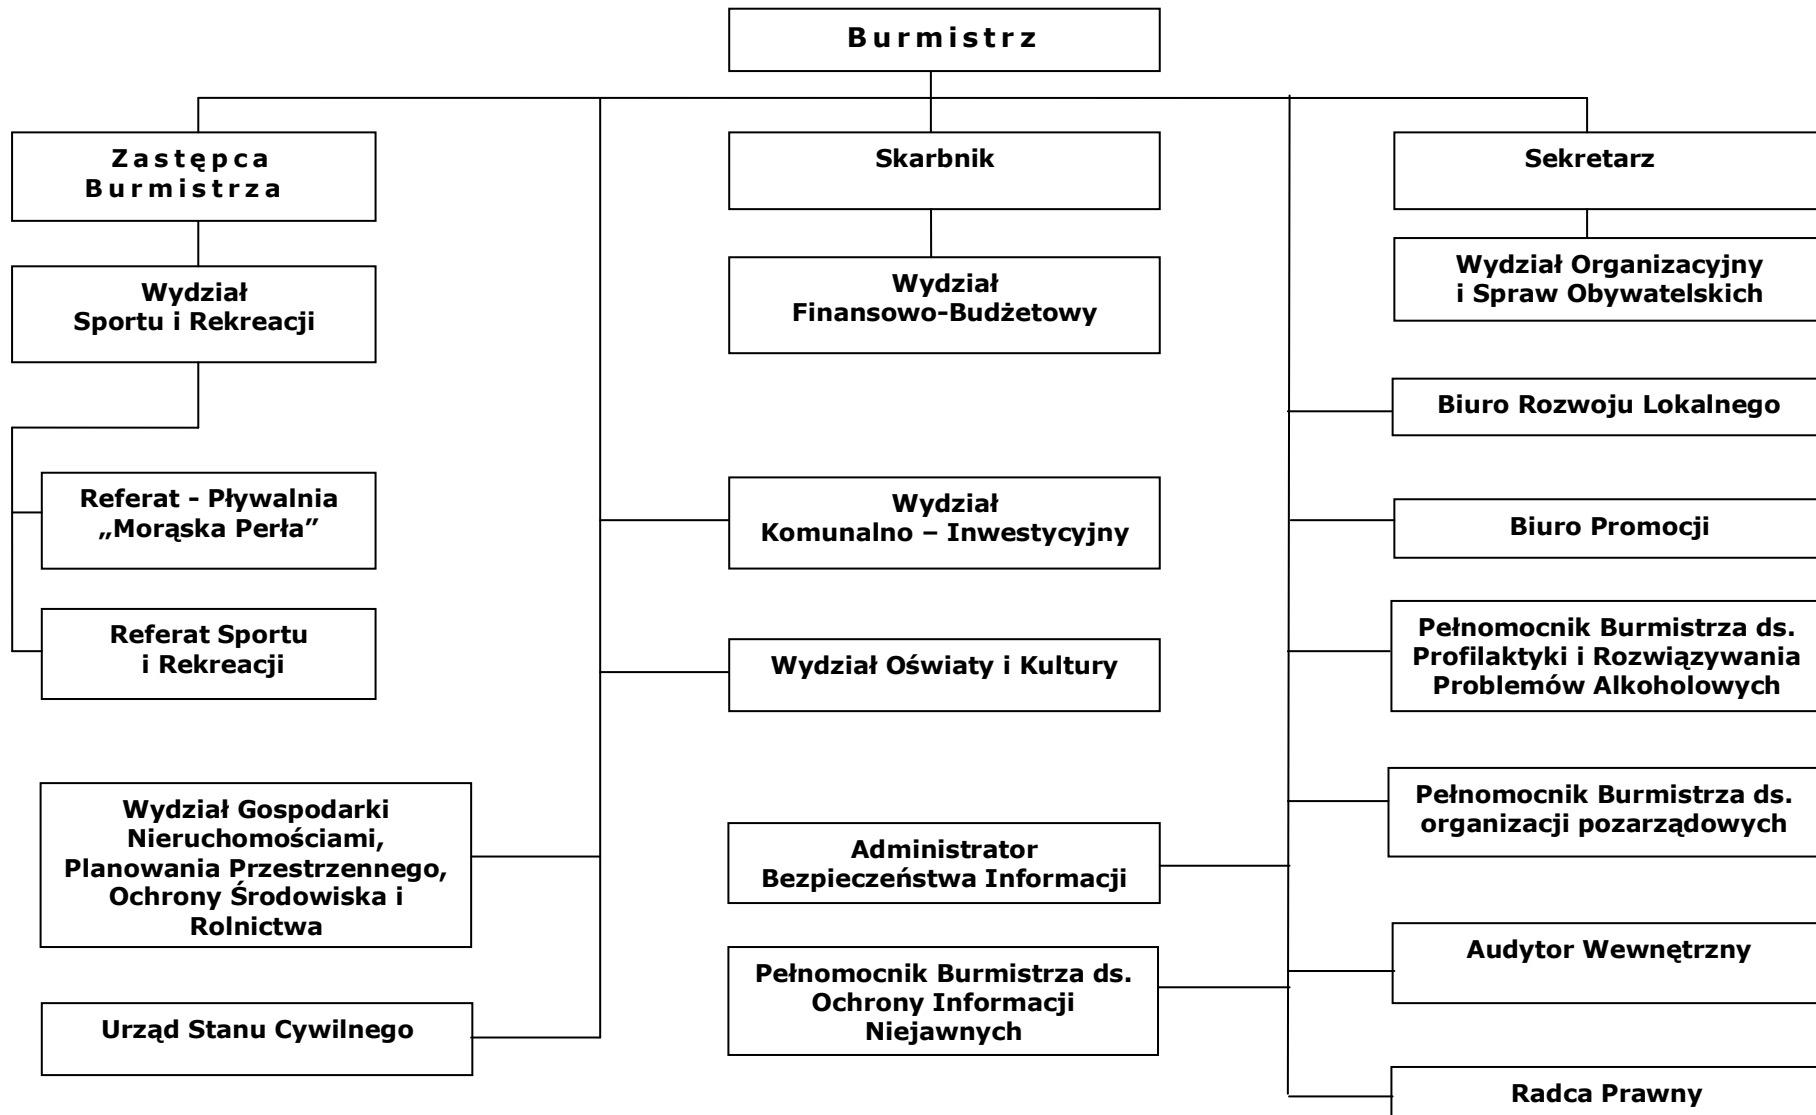 Burmistrz
Zastępca
Burmistrza
Skarbnik
Sekretarz
Wydział
Sportu i Rekreacji
Wydział
Finansowo-Budżetowy
Wydział Organizacyjny
i Spraw Obywatelskich
Biuro Rozwoju Lokalnego
Referat - Pływalnia
„Morąska Perła”
Wydział
Komunalno – Inwestycyjny
Biuro Promocji
Referat Sportu
i Rekreacji
Wydział Oświaty i Kultury
Pełnomocnik Burmistrza ds.
Profilaktyki i Rozwiązywania
Problemów Alkoholowych
Wydział Gospodarki
Nieruchomościami,
Planowania Przestrzennego,
Ochrony Środowiska i
Rolnictwa
Administrator
Bezpieczeństwa Informacji
Pełnomocnik Burmistrza ds.
organizacji pozarządowych
Urząd Stanu Cywilnego
Pełnomocnik Burmistrza ds.
Ochrony Informacji
Niejawnych
Audytor Wewnętrzny
Radca Prawny